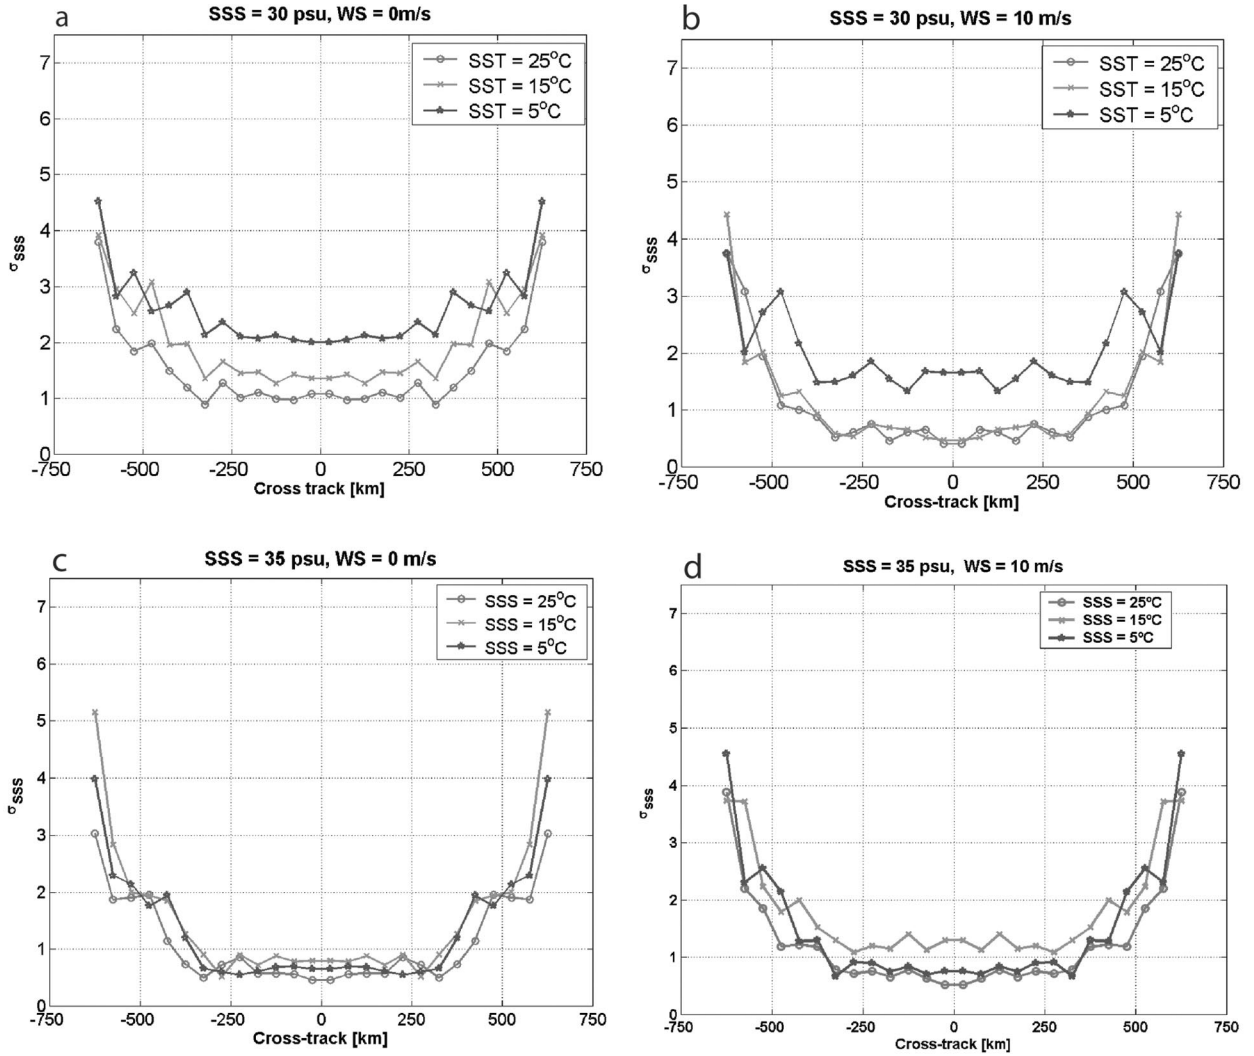 a
SSS = 30 psu, WS = 0m/s
SST = 25°C
SST = 15°C
SST = 5°C
7
6
5
4
3
2
1
0
σSSS
-750 -500 -250 0 250 500 750
Cross track [km]
b
SSS = 30 psu, WS = 10 m/s
SST = 25°C
SST = 15°C
SST = 5°C
7
6
5
4
3
2
1
0
σSSS
-750 -500 -250 0 250 500 750
Cross-track [km]
c
SSS = 35 psu, WS = 0 m/s
SSS = 25°C
SSS = 15°C
SSS = 5°C
7
6
5
4
3
2
1
0
σSSS
-750 -500 -250 0 250 500 750
Cross-track [km]
d
SSS = 35 psu, WS = 10 m/s
SSS = 25ºC
SSS = 15ºC
SSS = 5ºC
7
6
5
4
3
2
1
0
σsss
-750 -500 -250 0 250 500 750
Cross-track [km]